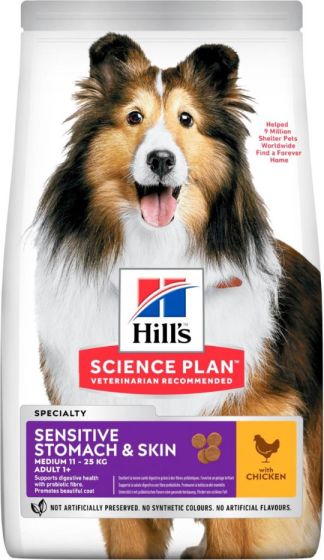 Helped
9 Million
Shelter Pets
Worldwide
Find a Forever
Home
Hill's
SCIENCE PLAN™
VETERINARIAN RECOMMENDED
SPECIALTY
SENSITIVE
STOMACH & SKIN
MEDIUM 11 - 25 KG
ADULT 1+
Supports digestive health
with probiotic fibre.
Promotes beautiful coat
with
CHICKEN
NOT ARTIFICIALLY PRESERVED. NO SYNTHETIC COLOURS. NO ARTIFICIAL FLAVOURS.